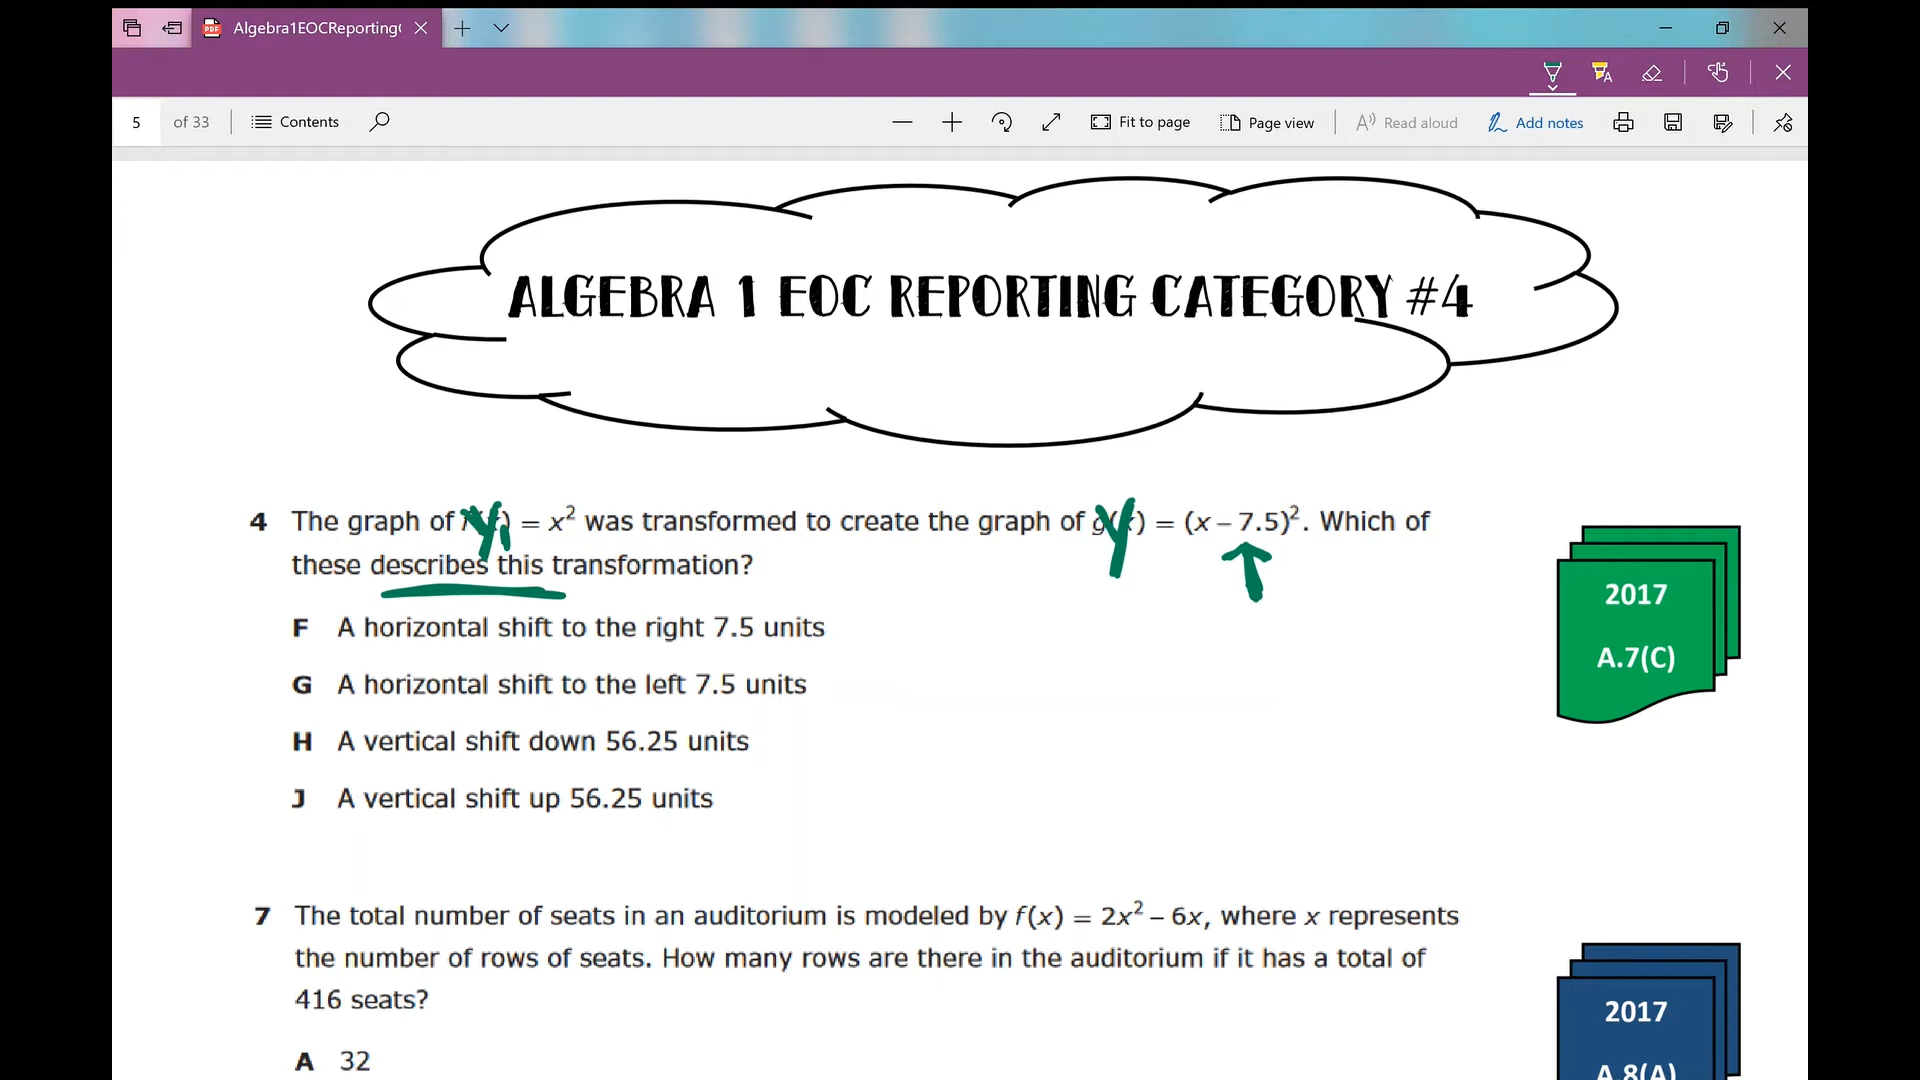 Algebra1EOCReporting(
5 of 33 Contents Fit to page Page view Read aloud Add notes
ALGEBRA 1 EOC REPORTING CATEGORY #4
4 The graph of y₁ = x² was transformed to create the graph of y = (x – 7.5)². Which of
these describes this transformation?
F A horizontal shift to the right 7.5 units
G A horizontal shift to the left 7.5 units
H A vertical shift down 56.25 units
J A vertical shift up 56.25 units
2017
A.7(C)
7 The total number of seats in an auditorium is modeled by f(x) = 2x² – 6x, where x represents
the number of rows of seats. How many rows are there in the auditorium if it has a total of
416 seats?
A 32
2017
A.8(A)